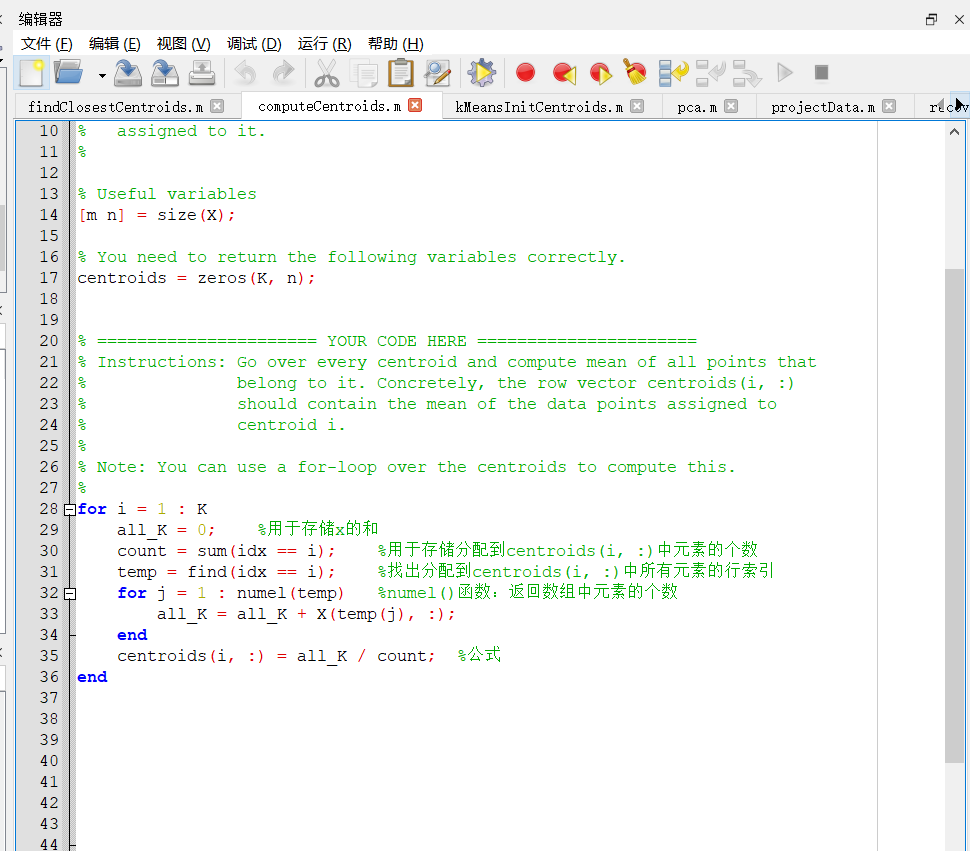 编辑器
文件 (F) 编辑 (E) 视图 (V) 调试 (D) 运行 (R) 帮助 (H)
findClosestCentroids.m computeCentroids.m kMeansInitCentroids.m pca.m projectData.m
10 %   assigned to it.
11 %
12
13 % Useful variables
14 [m n] = size(X);
15
16 % You need to return the following variables correctly.
17 centroids = zeros(K, n);
18
19
20 % ====================== YOUR CODE HERE ======================
21 % Instructions: Go over every centroid and compute mean of all points that
22 %               belong to it. Concretely, the row vector centroids(i, :)
23 %               should contain the mean of the data points assigned to
24 %               centroid i.
25 %
26 % Note: You can use a for-loop over the centroids to compute this.
27 %
28 for i = 1 : K
29     all_K = 0;    %用于存储x的和
30     count = sum(idx == i);    %用于存储分配到centroids(i, :)中元素的个数
31     temp = find(idx == i);    %找出分配到centroids(i, :)中所有元素的行索引
32     for j = 1 : numel(temp)   %numel()函数：返回数组中元素的个数
33         all_K = all_K + X(temp(j), :);
34     end
35     centroids(i, :) = all_K / count;  %公式
36 end
37
38
39
40
41
42
43
44